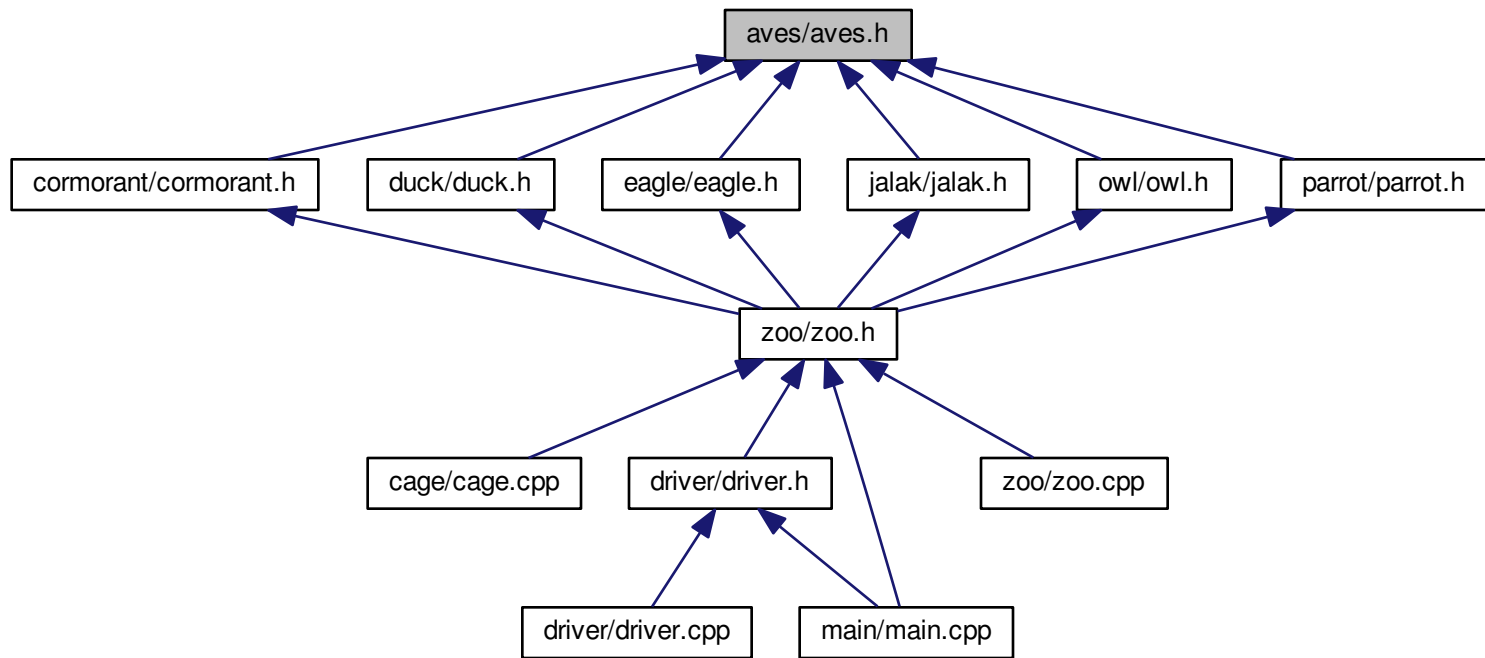 aves/aves.h
cormorant/cormorant.h
duck/duck.h
eagle/eagle.h
jalak/jalak.h
owl/owl.h
parrot/parrot.h
zoo/zoo.h
cage/cage.cpp
driver/driver.h
zoo/zoo.cpp
driver/driver.cpp
main/main.cpp